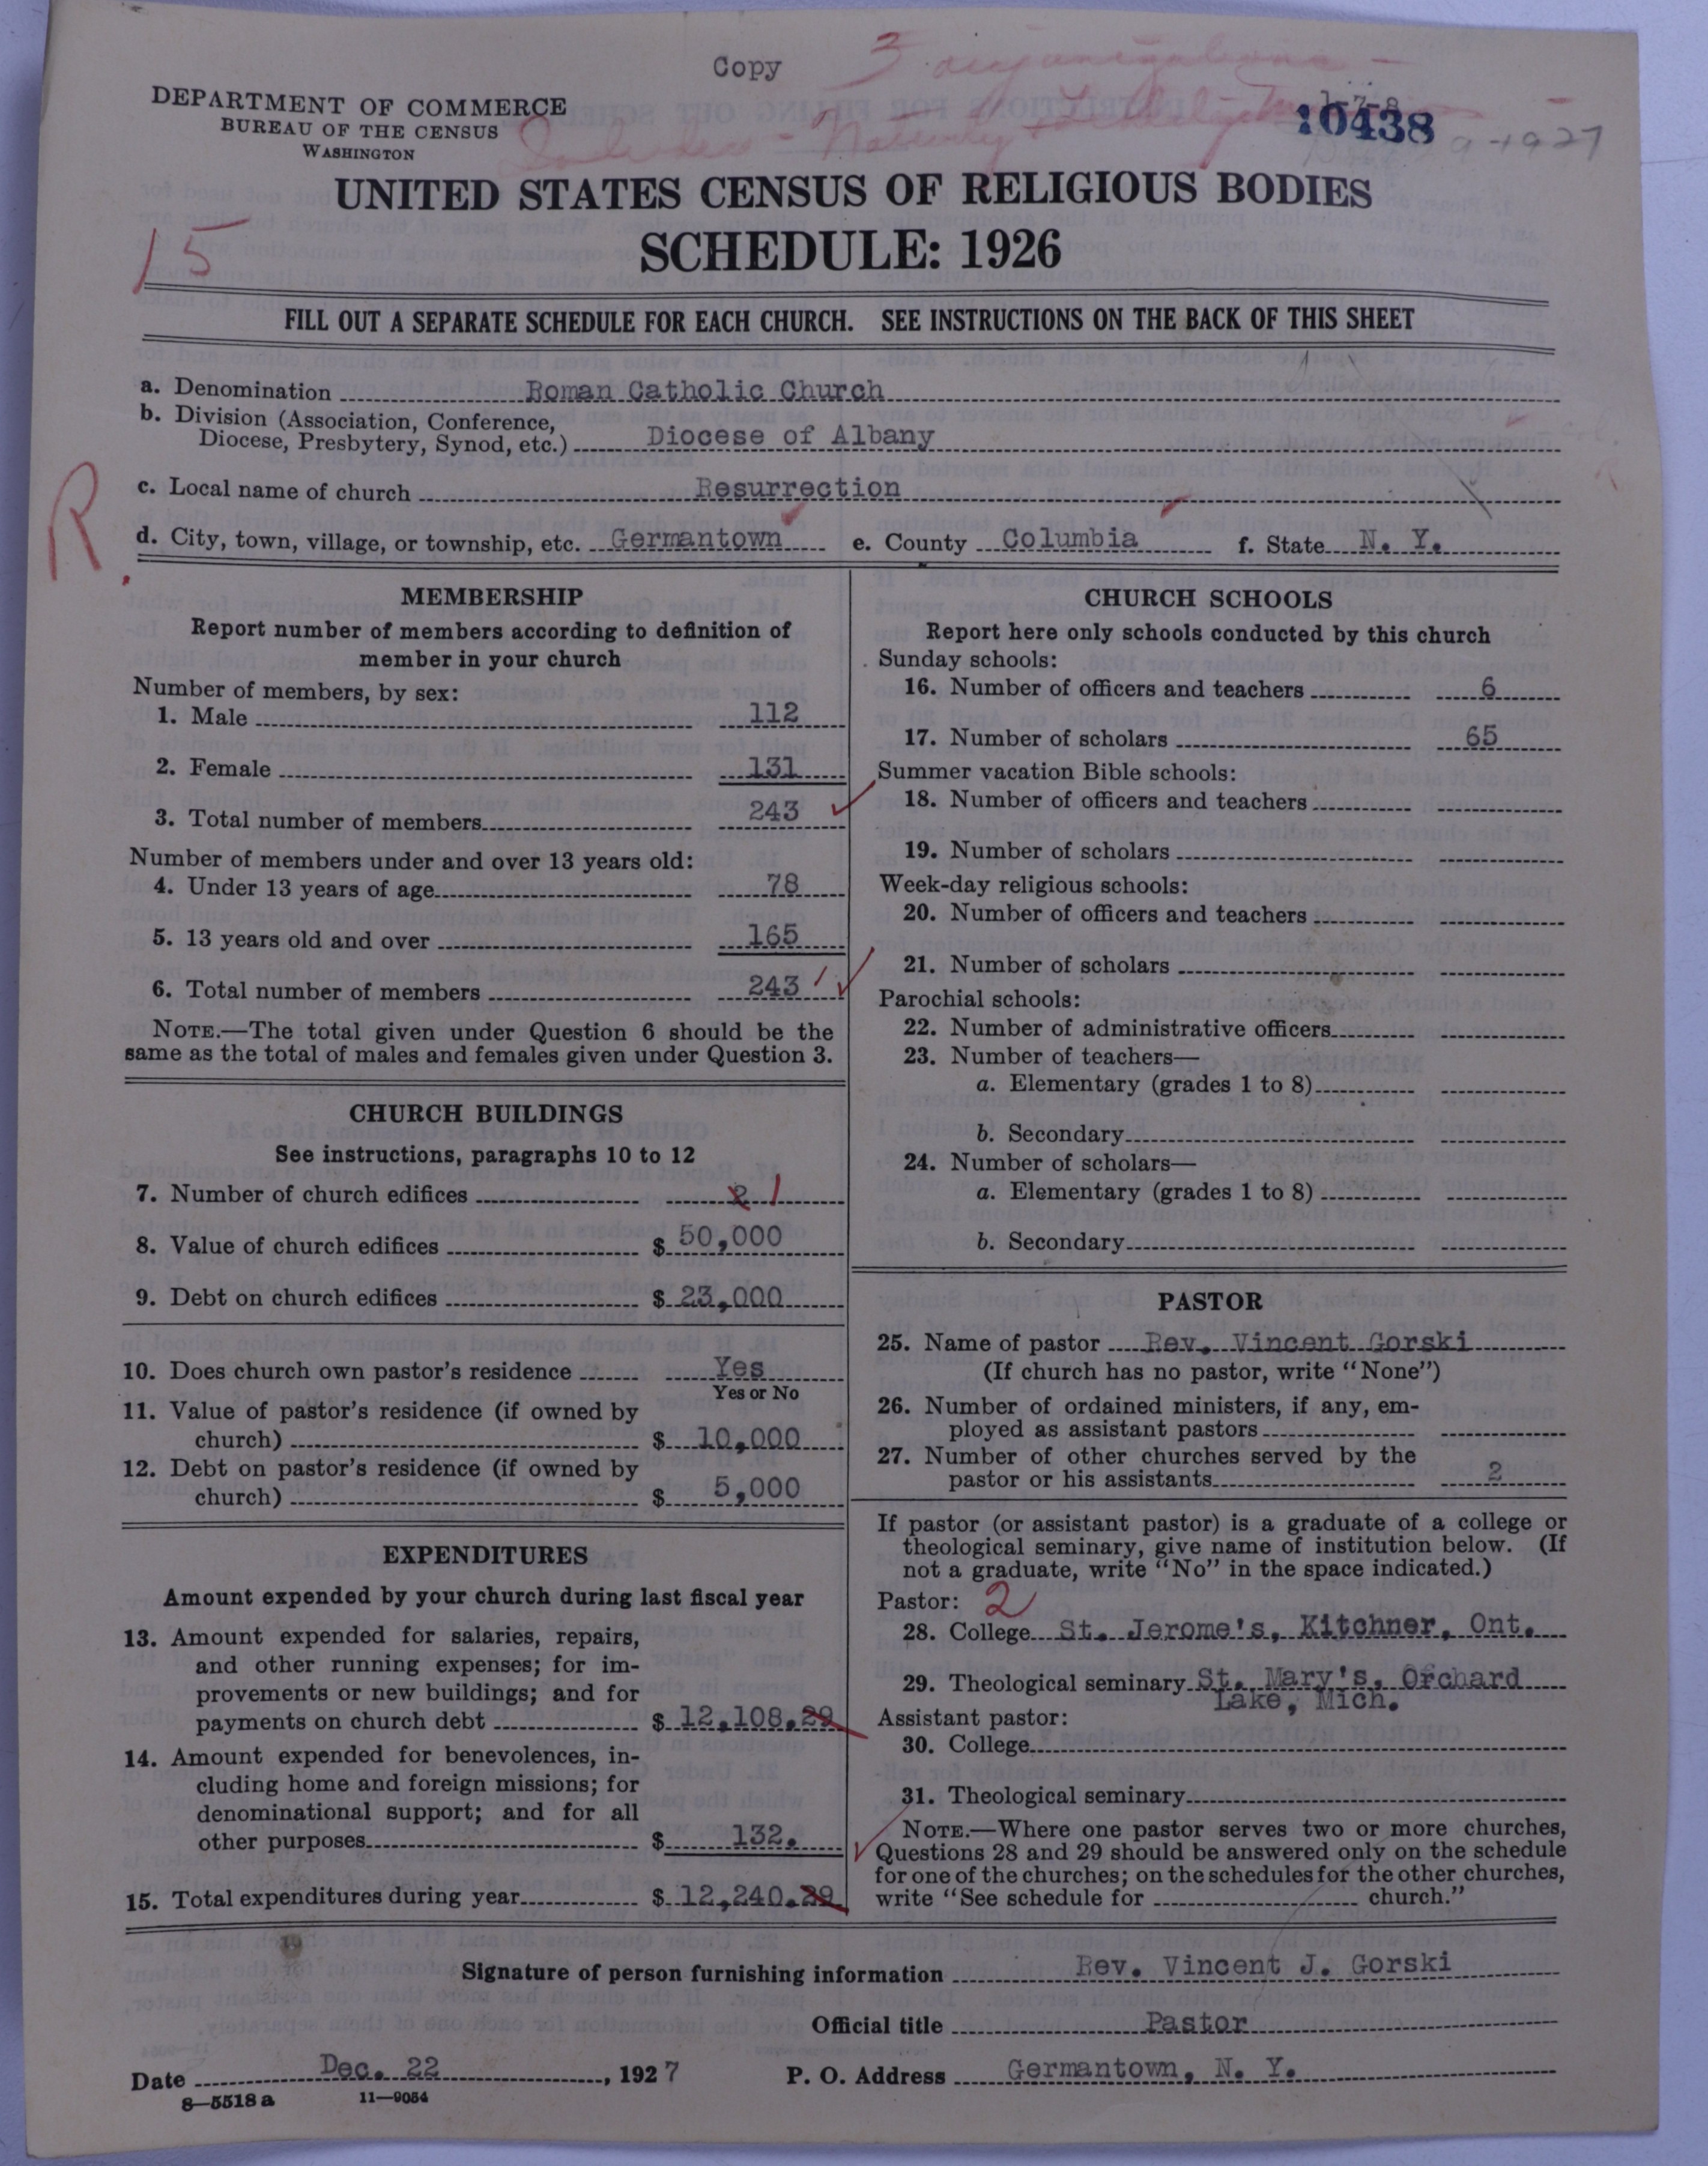 Copy
3 organizations -
DEPARTMENT OF COMMERCE
BUREAU OF THE CENSUS
WASHINGTON
1-7-8
10438
9-1927
UNITED STATES CENSUS OF RELIGIOUS BODIES
SCHEDULE: 1926
15
FILL OUT A SEPARATE SCHEDULE FOR EACH CHURCH. SEE INSTRUCTIONS ON THE BACK OF THIS SHEET
a. Denomination Roman Catholic Church
b. Division (Association, Conference,
Diocese, Presbytery, Synod, etc.) Diocese of Albany
c. Local name of church Resurrection
R.
d. City, town, village, or township, etc. Germantown e. County Columbia f. State N. Y.
MEMBERSHIP
Report number of members according to definition of
member in your church
Number of members, by sex:
1. Male 112
2. Female 131
3. Total number of members 243
Number of members under and over 13 years old:
4. Under 13 years of age 78
5. 13 years old and over 165
6. Total number of members 243
NOTE.—The total given under Question 6 should be the
same as the total of males and females given under Question 3.
CHURCH BUILDINGS
See instructions, paragraphs 10 to 12
7. Number of church edifices 2 1
8. Value of church edifices $ 50,000
9. Debt on church edifices $ 23,000
10. Does church own pastor's residence Yes
Yes or No
11. Value of pastor's residence (if owned by
church) $ 10,000
12. Debt on pastor's residence (if owned by
church) $ 5,000
EXPENDITURES
Amount expended by your church during last fiscal year
13. Amount expended for salaries, repairs,
and other running expenses; for im-
provements or new buildings; and for
payments on church debt $ 12,108.29
14. Amount expended for benevolences, in-
cluding home and foreign missions; for
denominational support; and for all
other purposes $ 132.
15. Total expenditures during year $ 12,240.29
CHURCH SCHOOLS
Report here only schools conducted by this church
Sunday schools:
16. Number of officers and teachers 6
17. Number of scholars 65
Summer vacation Bible schools:
18. Number of officers and teachers
19. Number of scholars
Week-day religious schools:
20. Number of officers and teachers
21. Number of scholars
Parochial schools:
22. Number of administrative officers
23. Number of teachers—
a. Elementary (grades 1 to 8)
b. Secondary
24. Number of scholars—
a. Elementary (grades 1 to 8)
b. Secondary
PASTOR
25. Name of pastor Rev. Vincent Gorski
(If church has no pastor, write "None")
26. Number of ordained ministers, if any, em-
ployed as assistant pastors
27. Number of other churches served by the
pastor or his assistants 2
If pastor (or assistant pastor) is a graduate of a college or
theological seminary, give name of institution below. (If
not a graduate, write "No" in the space indicated.)
Pastor: 2
28. College St. Jerome's, Kitchner, Ont.
29. Theological seminary St. Mary's, Orchard
Lake, Mich.
Assistant pastor:
30. College
31. Theological seminary
NOTE.—Where one pastor serves two or more churches,
Questions 28 and 29 should be answered only on the schedule
for one of the churches; on the schedules for the other churches,
write "See schedule for church."
Signature of person furnishing information Rev. Vincent J. Gorski
Official title Pastor
Date Dec. 22, 1927 P. O. Address Germantown, N. Y.
8—5518 a 11—9054